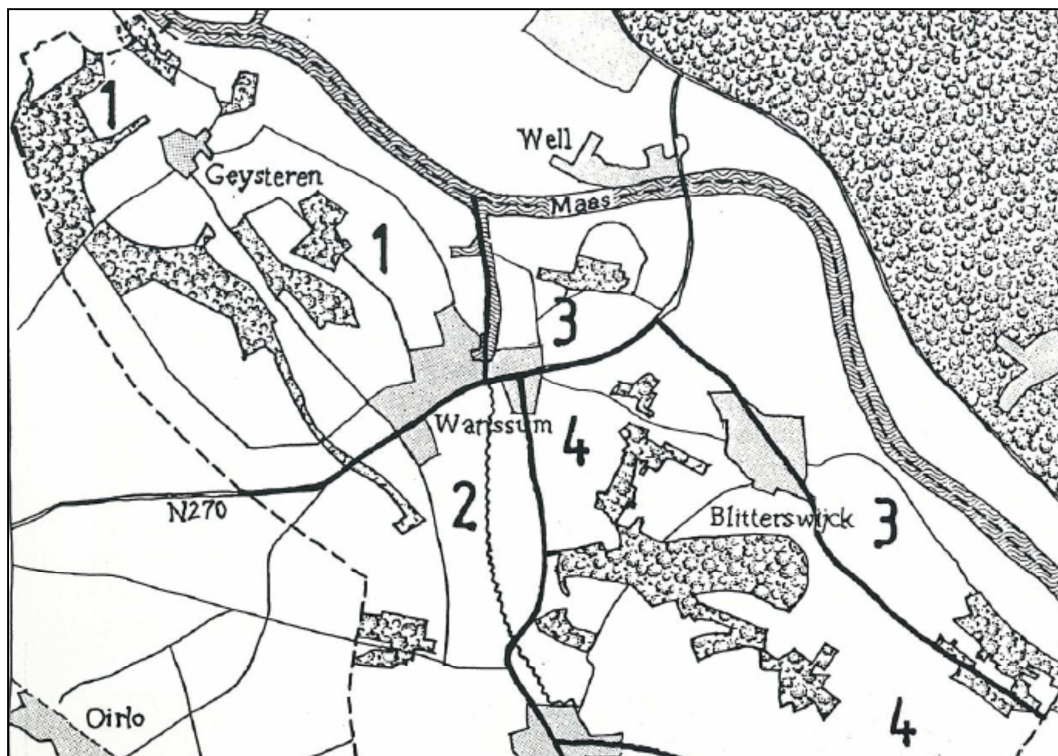 1
Well
Geysteren
Maas
1
3
Wanssum
4
2
N270
Blitterswijck
3
Oirlo
4